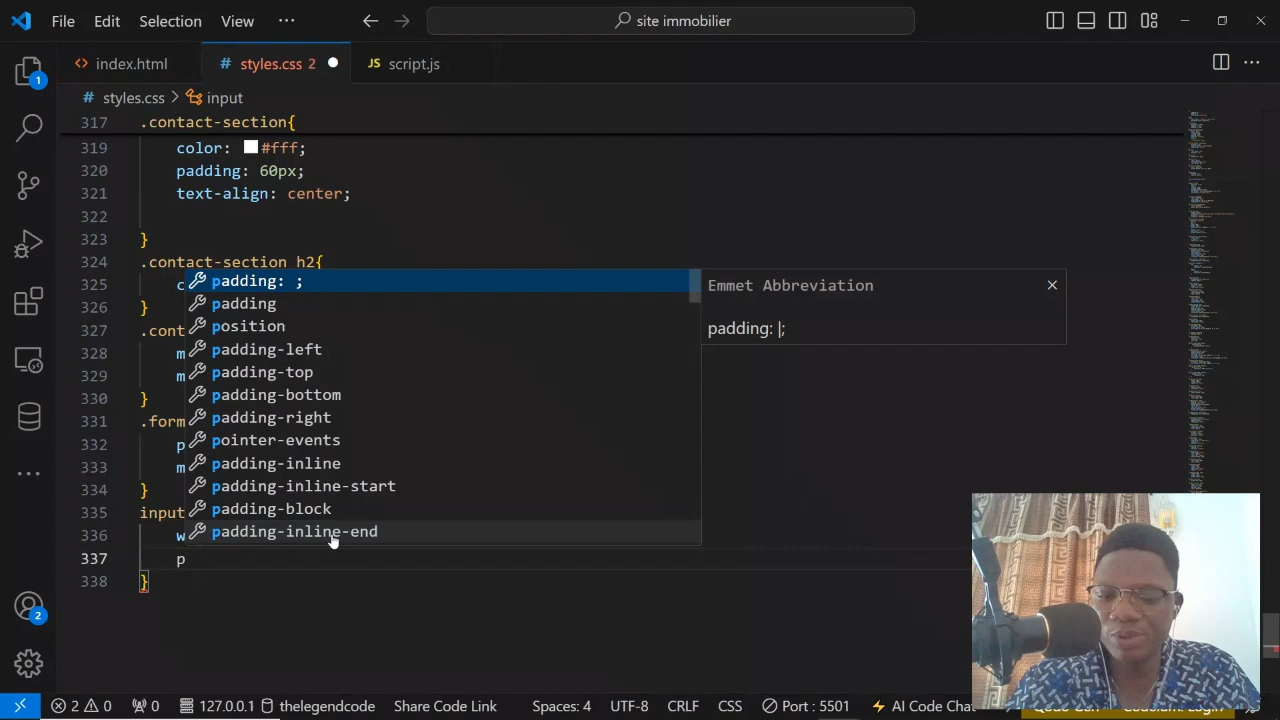 File Edit Selection View ··· site immobilier
1 index.html styles.css 2 script.js
styles.css > input
317 .contact-section{
319 color: #fff;
320 padding: 60px;
321 text-align: center;
322
323 }
324 .contact-section h2{
325 c
326 }
327 .cont
328 m
329 m
330 }
331 .form
332 p
333 m
334 }
335 input
336 w
337 p
338 }
padding: ;
padding
position
padding-left
padding-top
padding-bottom
padding-right
pointer-events
padding-inline
padding-inline-start
padding-block
padding-inline-end
Emmet Abbreviation
padding: |;
2
2 0 0 127.0.0.1 thelegendcode Share Code Link Spaces: 4 UTF-8 CRLF CSS Port : 5501 AI Code Chat